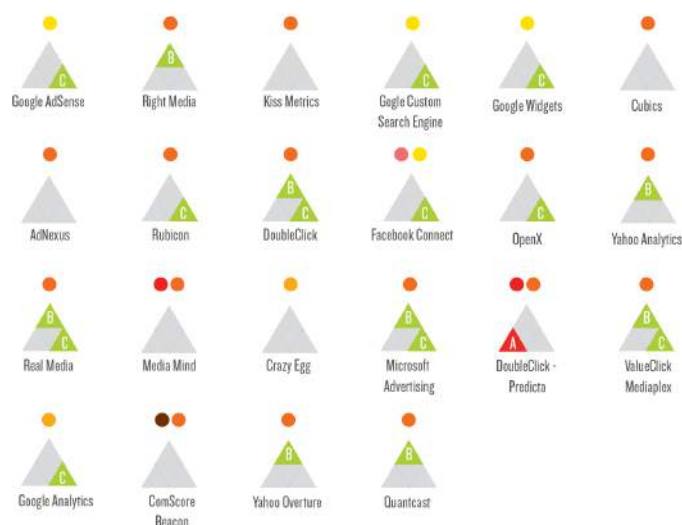 C
B
C
C
Google AdSense
Right Media
Kiss Metrics
Gogle Custom
Search Engine
Google Widgets
Cubics
C
B
C
C
C
B
AdNexus
Rubicon
DoubleClick
Facebook Connect
OpenX
Yahoo Analytics
B
C
B
C
A
B
C
Real Media
Media Mind
Crazy Egg
Microsoft
Advertising
DoubleClick -
Predicta
ValueClick
Mediaplex
C
B
B
Google Analytics
ComScore
Beacon
Yahoo Overture
Quantcast